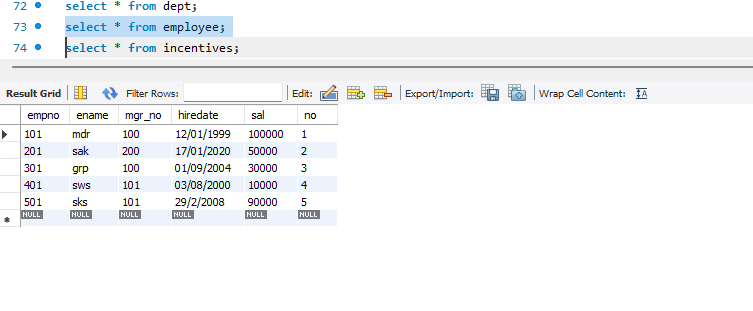 72 select * from dept;
73 select * from employee;
74 select * from incentives;
Result Grid Filter Rows: Edit: Export/Import: Wrap Cell Content: IA
empno ename mgr_no hiredate sal no
101 mdr 100 12/01/1999 100000 1
201 sak 200 17/01/2020 50000 2
301 grp 100 01/09/2004 30000 3
401 sws 101 03/08/2000 10000 4
501 sks 101 29/2/2008 90000 5
NULL NULL NULL NULL NULL NULL